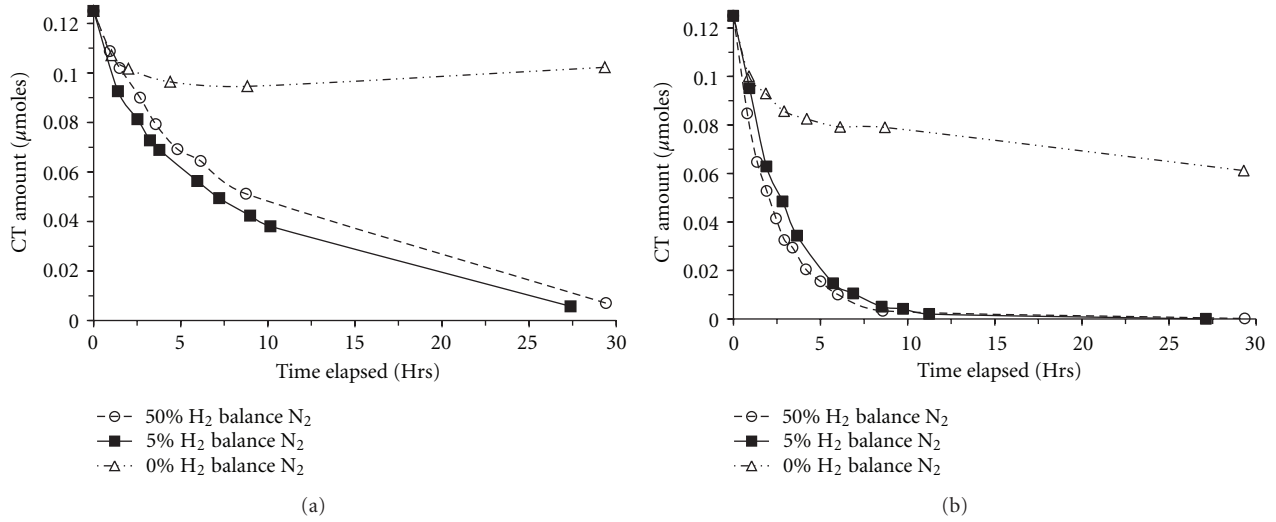 0.12
0.1
0.08
0.06
0.04
0.02
0
CT amount (μmoles)
0 5 10 15 20 25 30
Time elapsed (Hrs)
50% H₂ balance N₂
5% H₂ balance N₂
0% H₂ balance N₂
(a)
0.12
0.1
0.08
0.06
0.04
0.02
0
CT amount (μmoles)
0 5 10 15 20 25 30
Time elapsed (Hrs)
50% H₂ balance N₂
5% H₂ balance N₂
0% H₂ balance N₂
(b)